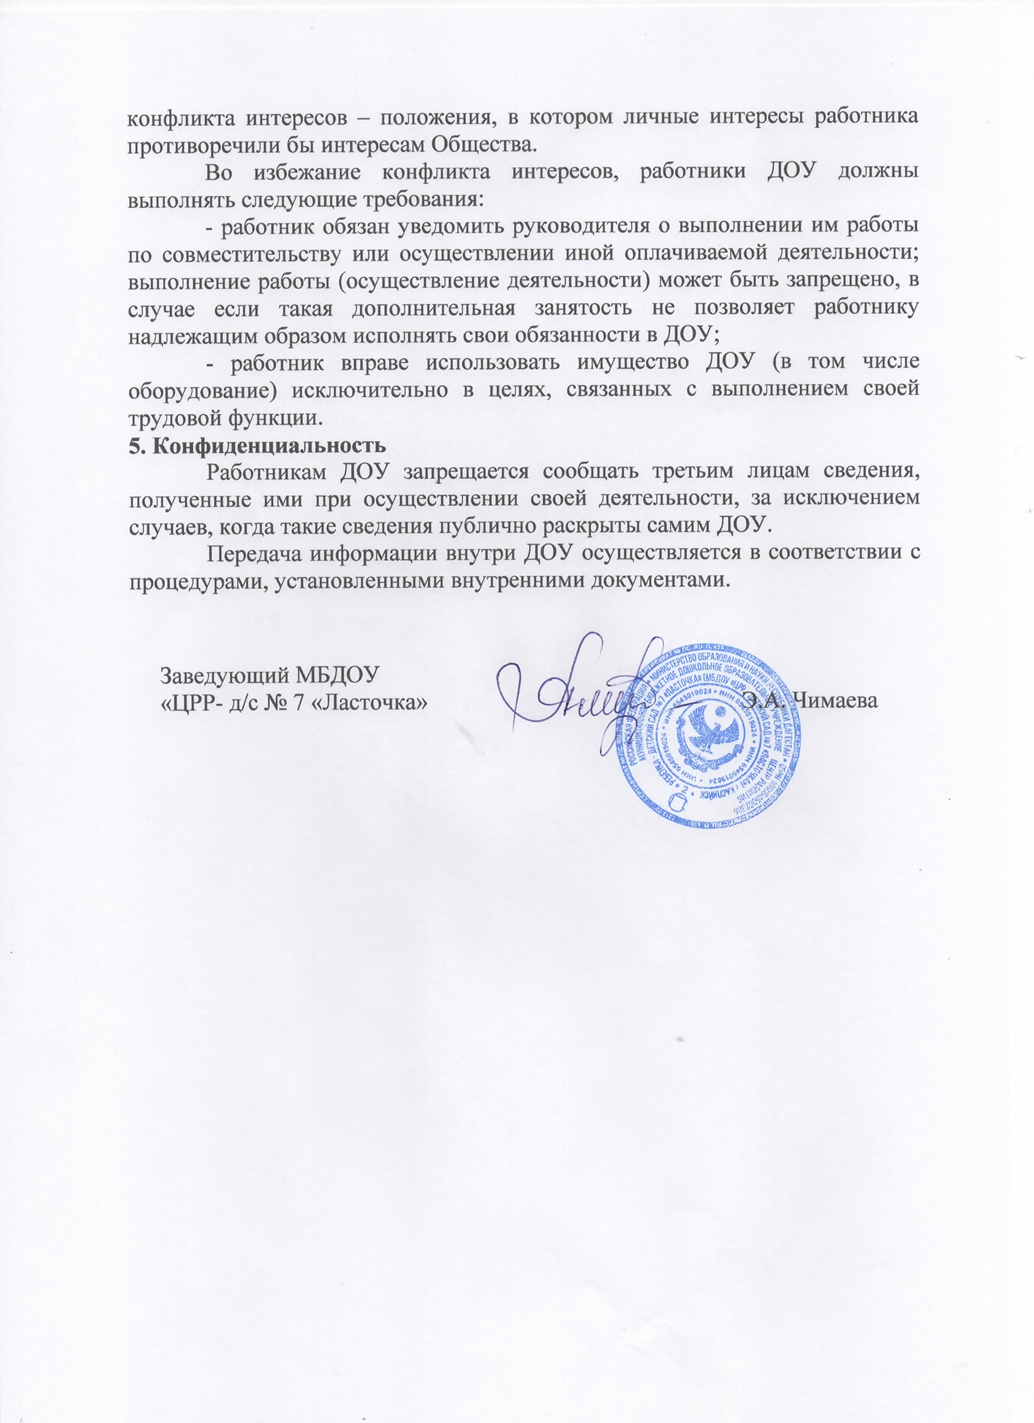 конфликта интересов – положения, в котором личные интересы работника
противоречили бы интересам Общества.
Во избежание конфликта интересов, работники ДОУ должны
выполнять следующие требования:
- работник обязан уведомить руководителя о выполнении им работы
по совместительству или осуществлении иной оплачиваемой деятельности;
выполнение работы (осуществление деятельности) может быть запрещено, в
случае если такая дополнительная занятость не позволяет работнику
надлежащим образом исполнять свои обязанности в ДОУ;
- работник вправе использовать имущество ДОУ (в том числе
оборудование) исключительно в целях, связанных с выполнением своей
трудовой функции.
5. Конфиденциальность
Работникам ДОУ запрещается сообщать третьим лицам сведения,
полученные ими при осуществлении своей деятельности, за исключением
случаев, когда такие сведения публично раскрыты самим ДОУ.
Передача информации внутри ДОУ осуществляется в соответствии с
процедурами, установленными внутренними документами.
Заведующий МБДОУ
«ЦРР- д/с № 7 «Ласточка»
Э.А. Чимаева